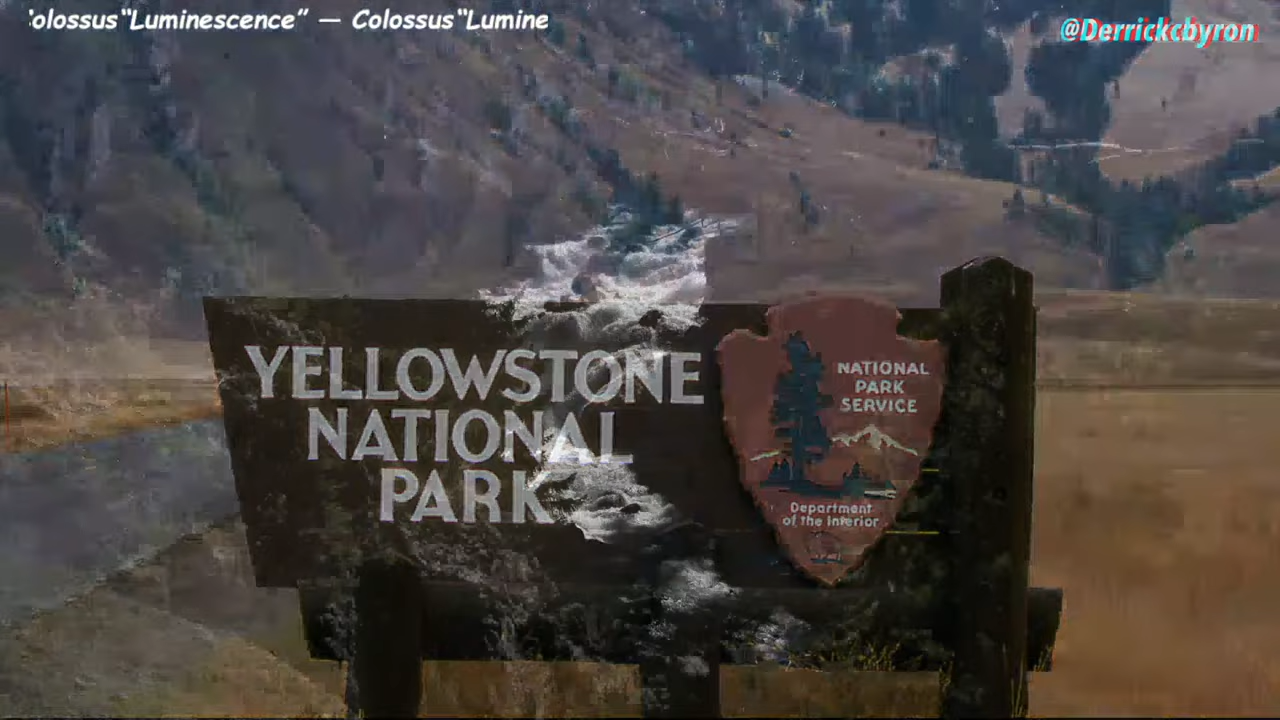 'olossus“Luminescence” — Colossus“Lumine
@Derrickcbyron
YELLOWSTONE
NATIONAL
PARK
NATIONAL
PARK
SERVICE
Department
of the Interior